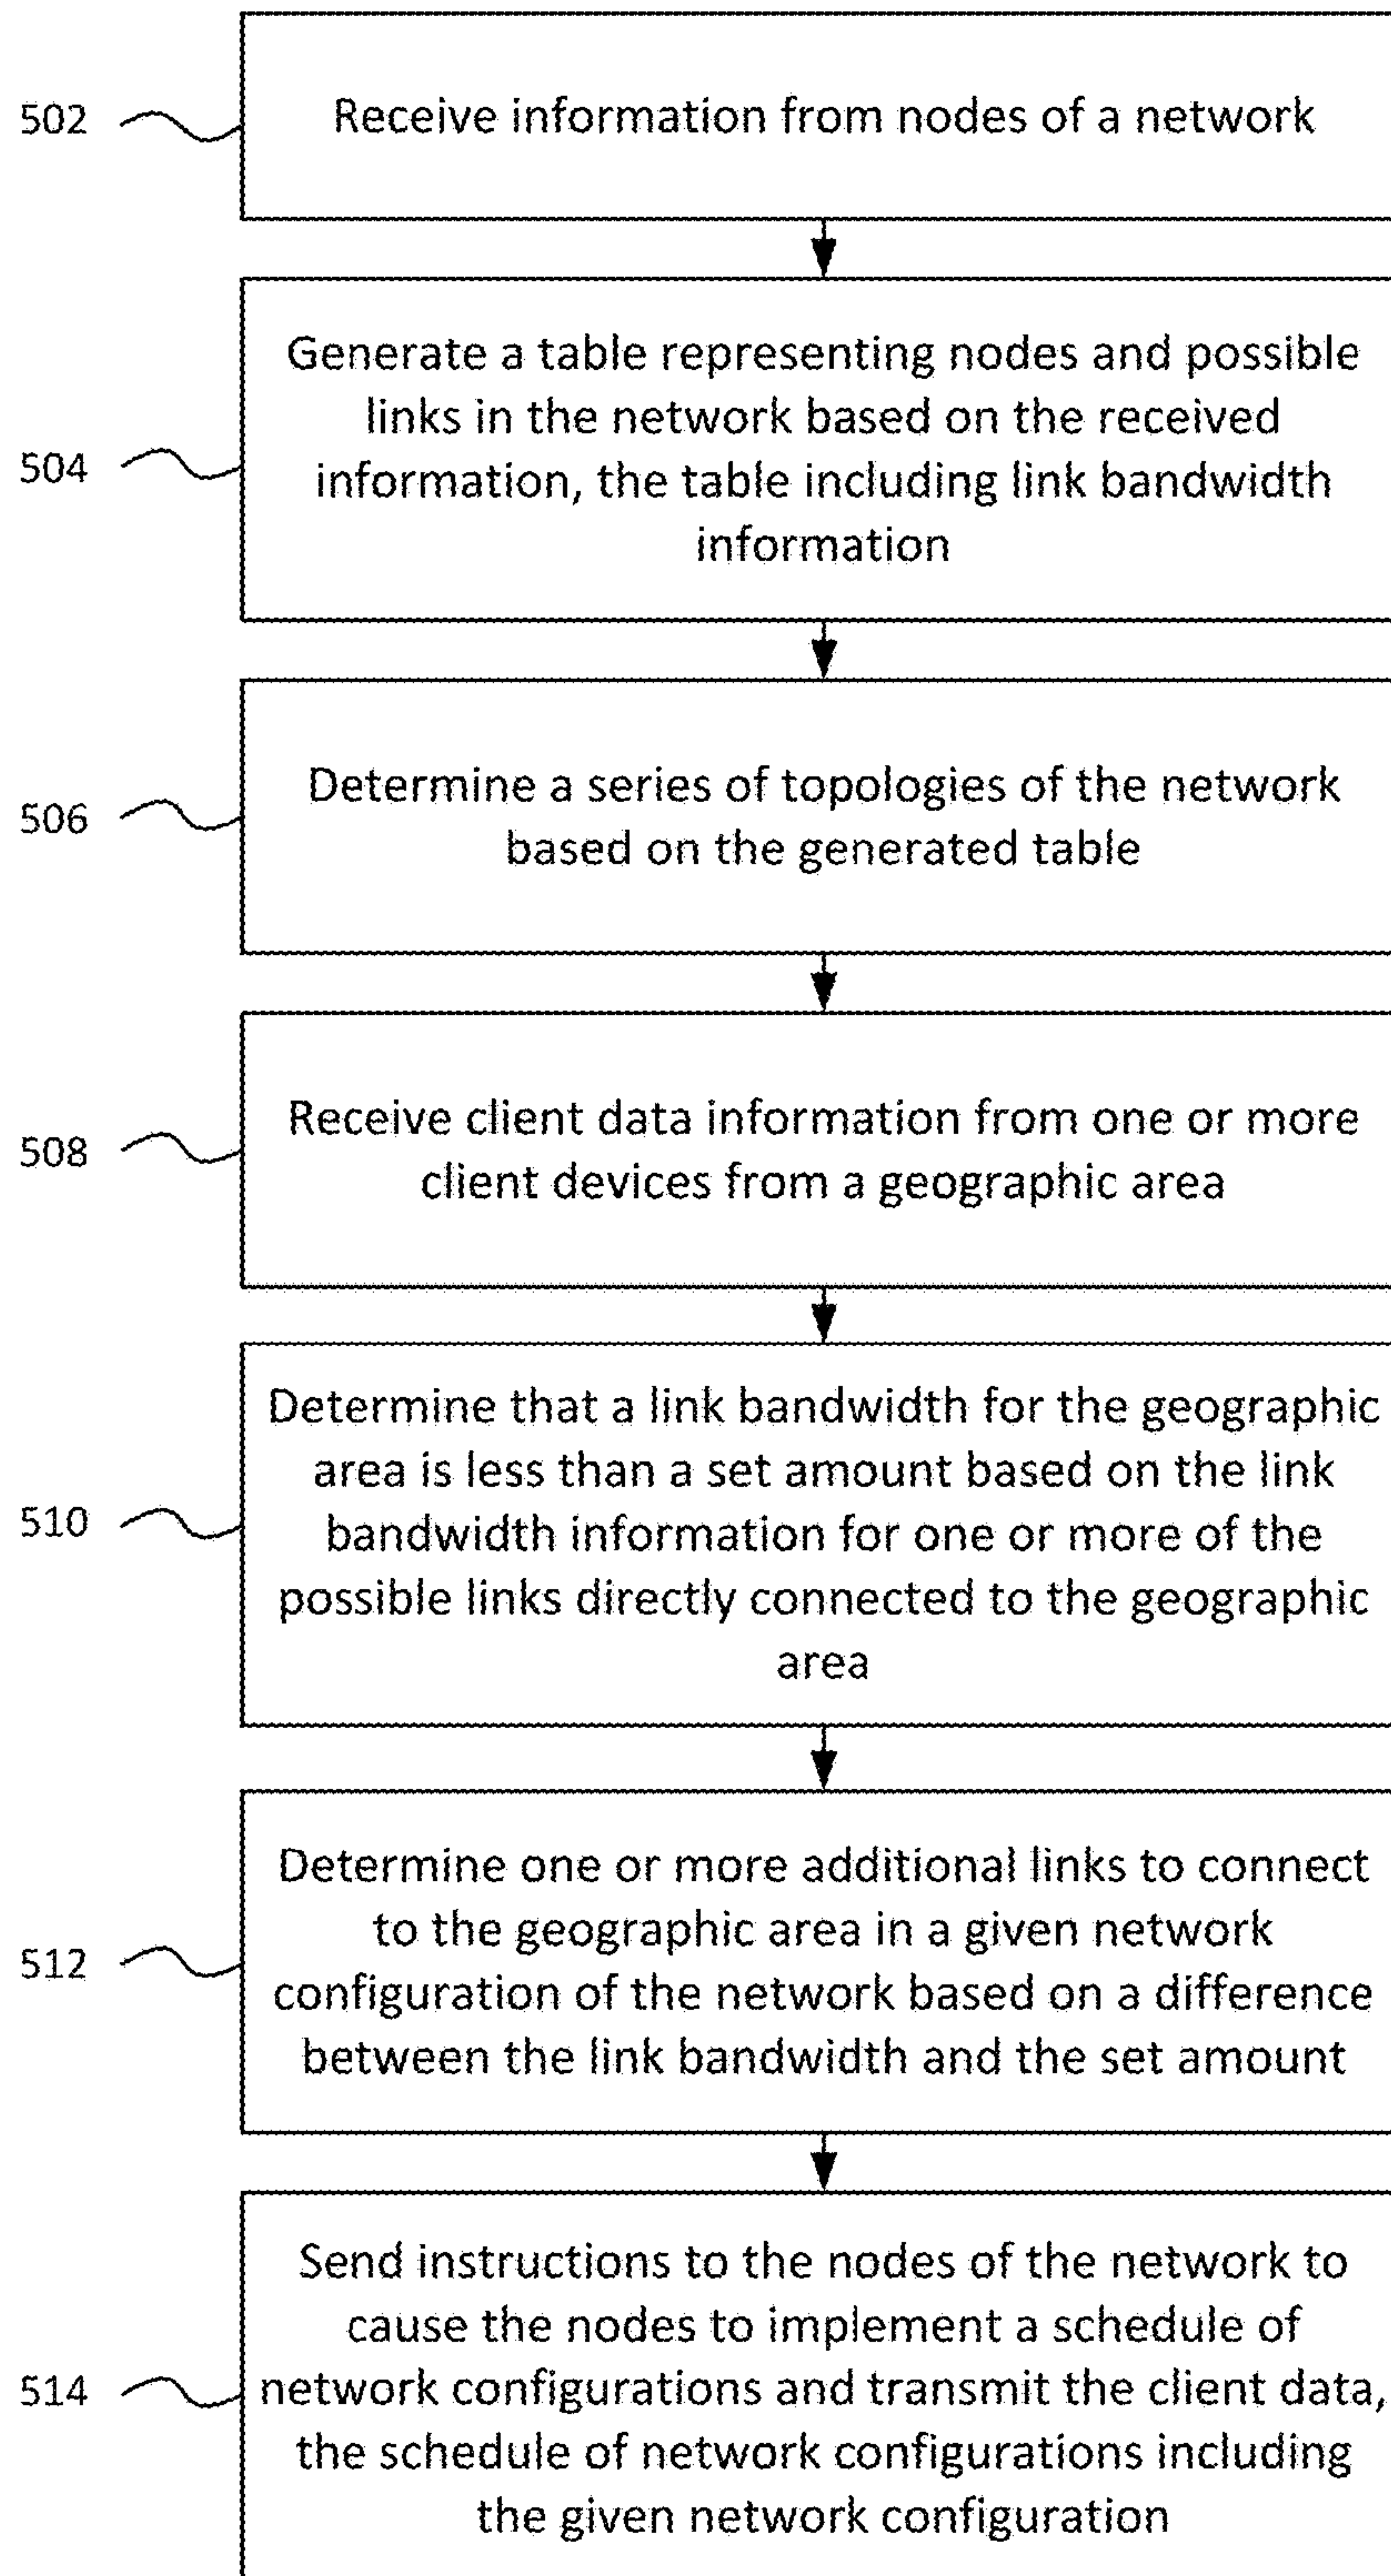 502
Receive information from nodes of a network
504
Generate a table representing nodes and possible
links in the network based on the received
information, the table including link bandwidth
information
506
Determine a series of topologies of the network
based on the generated table
508
Receive client data information from one or more
client devices from a geographic area
510
Determine that a link bandwidth for the geographic
area is less than a set amount based on the link
bandwidth information for one or more of the
possible links directly connected to the geographic
area
512
Determine one or more additional links to connect
to the geographic area in a given network
configuration of the network based on a difference
between the link bandwidth and the set amount
514
Send instructions to the nodes of the network to
cause the nodes to implement a schedule of
network configurations and transmit the client data,
the schedule of network configurations including
the given network configuration